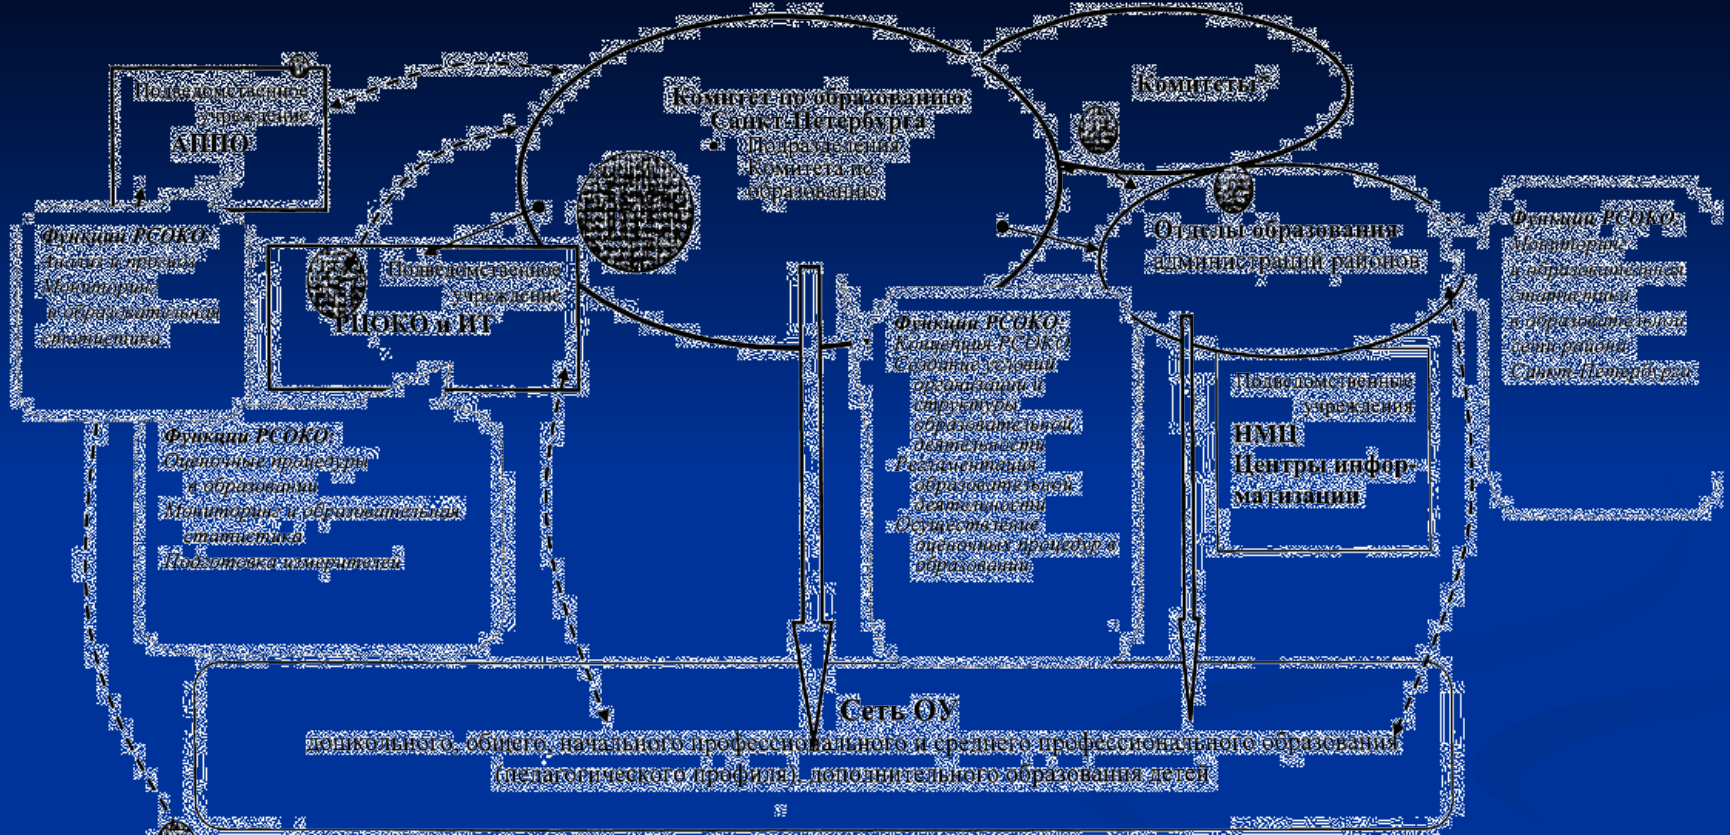 Подведомственное
учреждение
АППО
Функции РСОКО:
Анализ и прогноз
Мониторинг
и образовательная
статистика
Комитет по образованию
Санкт-Петербурга
• Подразделения
Комитета по
образованию
Комитеты
Подведомственное
учреждение
РЦОКО и ИТ
Функции РСОКО:
Оценочные процедуры
в образовании
Мониторинг и образовательная
статистика
Подготовка измерителей
Функции РСОКО:
Концепция РСОКО
Создание условий
организации и
структуры
образовательной
деятельности
Регламентация
образовательной
деятельности
Осуществление
оценочных процедур в
образовании
Отделы образования
администраций районов
Подведомственные
учреждения
НМЦ
Центры инфор-
матизации
Функции РСОКО:
Мониторинг
и образовательная
статистика
в образовательной
сети района
Санкт-Петербурга
Сеть ОУ
дошкольного, общего, начального профессионального и среднего профессионального образования
(педагогического профиля), дополнительного образования детей